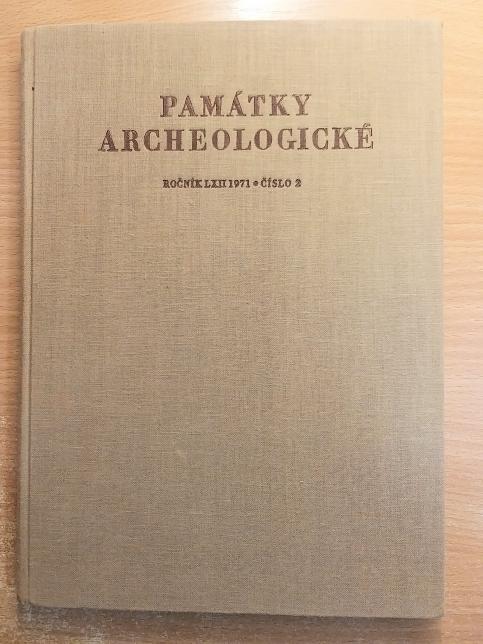 PAMÁTKY
ARCHEOLOGICKÉ
ROČNÍK LXII 1971 • ČÍSLO 2